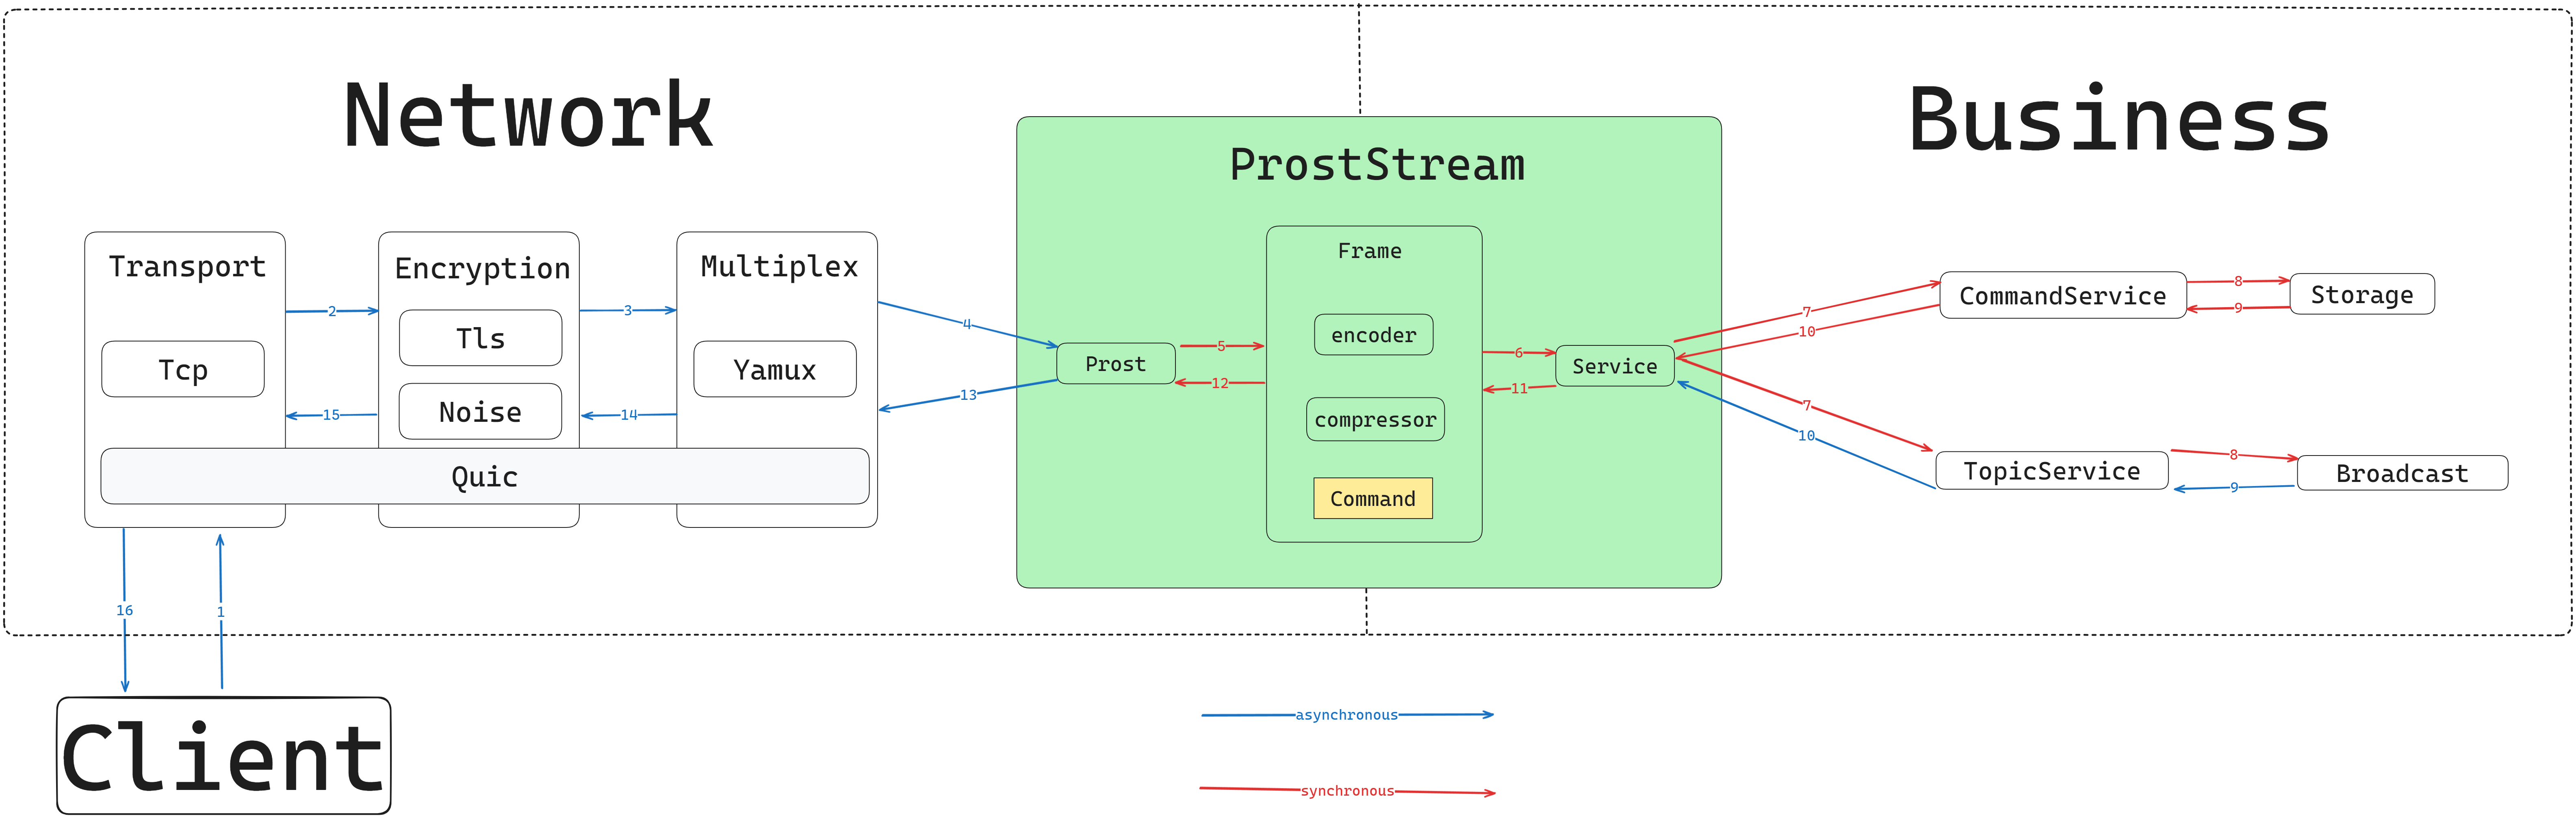 Network
Business
ProstStream
Transport
Encryption
Multiplex
Frame
Tcp
Tls
Noise
Yamux
Quic
Prost
encoder
compressor
Command
Service
CommandService
Storage
TopicService
Broadcast
2
3
4
5
6
7
8
10
9
15
14
13
12
11
7
8
10
9
16
1
Client
asynchronous
synchronous